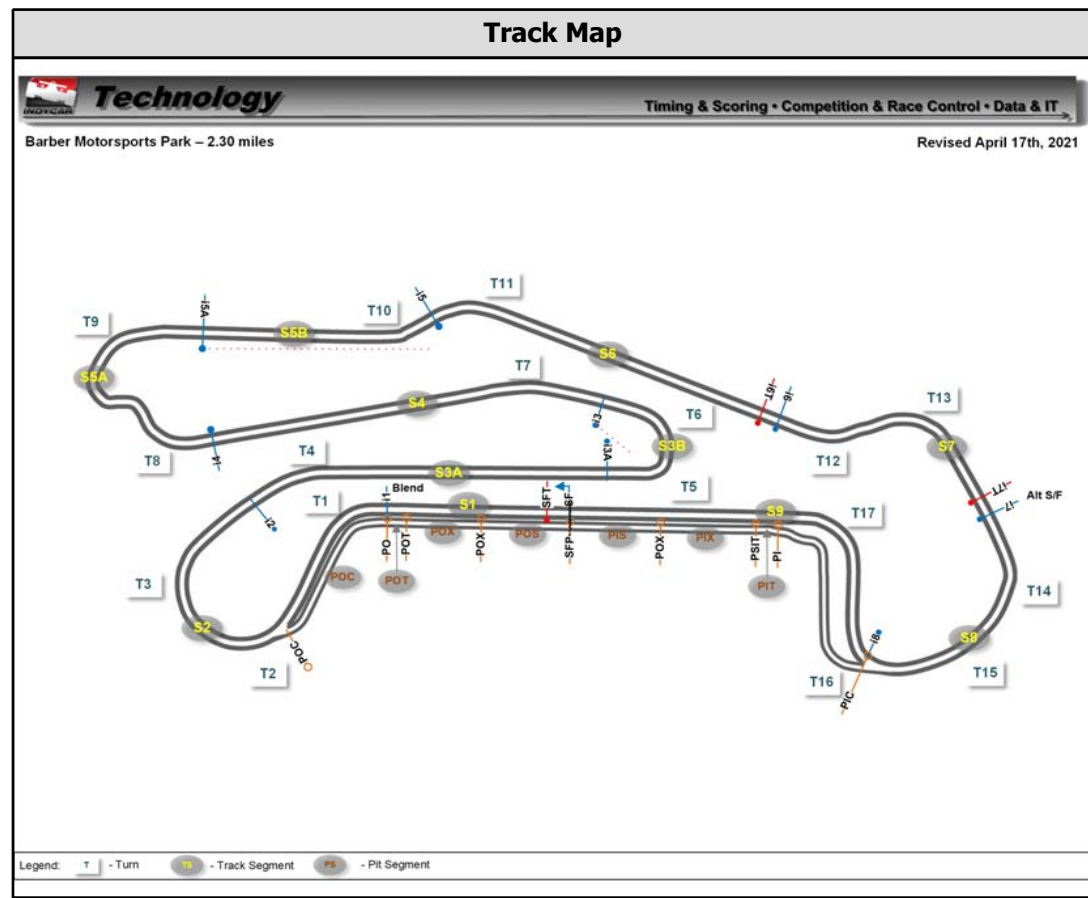 Track Map
INDYCAR
Technology
Timing & Scoring • Competition & Race Control • Data & IT
Barber Motorsports Park – 2.30 miles
Revised April 17th, 2021
T11
i5
T10
i5A
S5B
T9
S6
S5A
T7
S4
i6T
i6
T13
T6
i3
i3A
S3B
S7
T12
T8
i4
T4
S3A
i7T
Alt S/F
i7
T5
Blend
T1
i1
S1
SFT
SF
S9
T17
i2
PO
POT
POX
POX
POS
SFP
PIS
POX
PIX
PSIT
PI
T3
POC
POT
PIT
T14
S2
i8
S8
POC
T2
T16
T15
PIC
Legend: T - Turn TS - Track Segment PS - Pit Segment